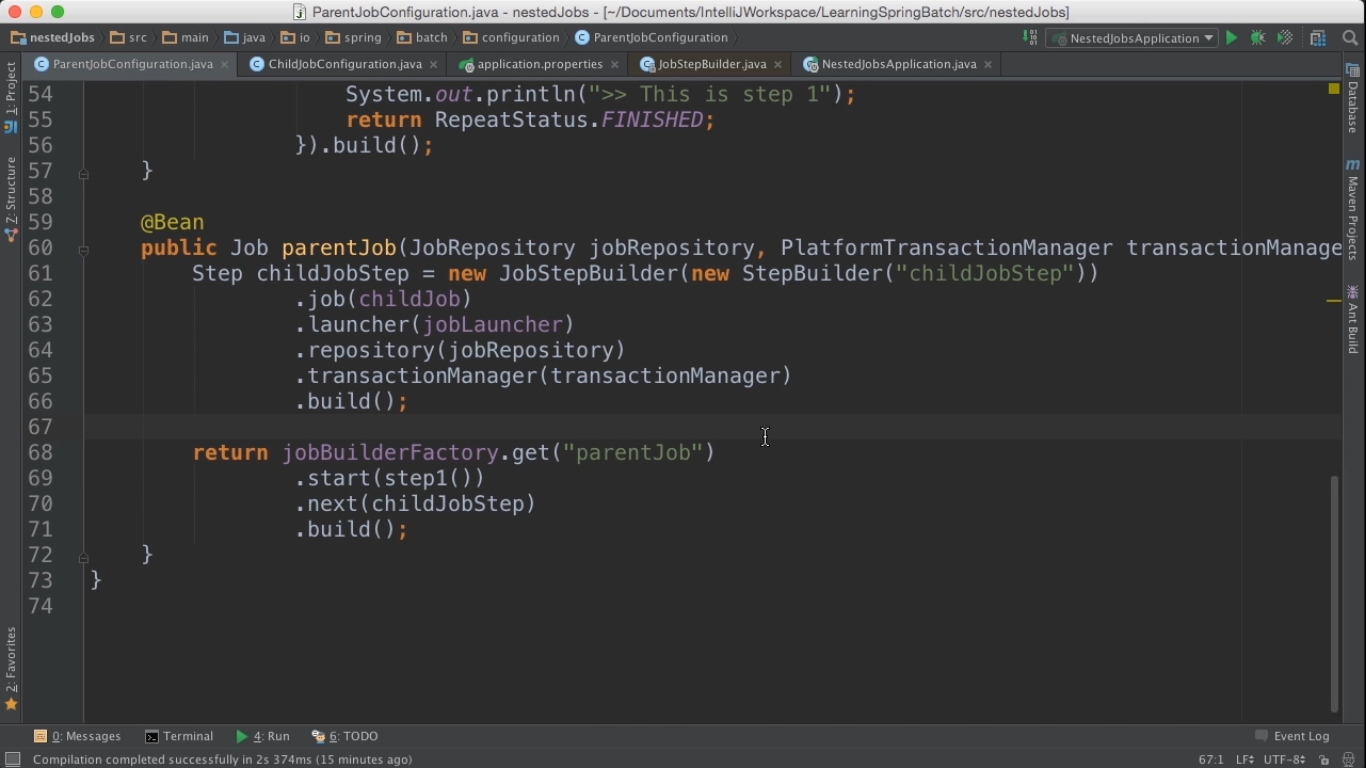 ParentJobConfiguration.java - nestedJobs - [~/Documents/IntelliJWorkspace/LearningSpringBatch/src/nestedJobs]
nestedJobs src main java io spring batch configuration ParentJobConfiguration NestedJobsApplication
ParentJobConfiguration.java ChildJobConfiguration.java application.properties JobStepBuilder.java NestedJobsApplication.java
1: Project
7: Structure
2: Favorites
54 System.out.println(">> This is step 1");
55 return RepeatStatus.FINISHED;
56 }).build();
57 }
58
59 @Bean
60 public Job parentJob(JobRepository jobRepository, PlatformTransactionManager transactionManage
61 Step childJobStep = new JobStepBuilder(new StepBuilder("childJobStep"))
62 .job(childJob)
63 .launcher(jobLauncher)
64 .repository(jobRepository)
65 .transactionManager(transactionManager)
66 .build();
67
68 return jobBuilderFactory.get("parentJob")
69 .start(step1())
70 .next(childJobStep)
71 .build();
72 }
73 }
74
Database
Maven Projects
Ant Build
0: Messages Terminal 4: Run 6: TODO Event Log
Compilation completed successfully in 2s 374ms (15 minutes ago) 67:1 LF UTF-8